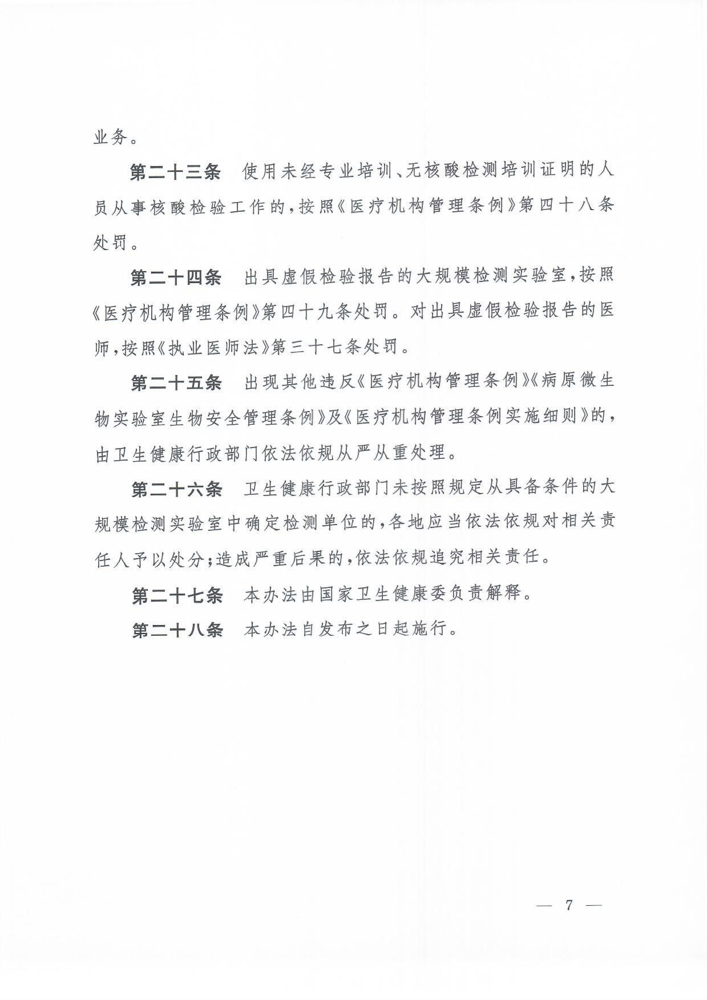 业务。
第二十三条　使用未经专业培训、无核酸检测培训证明的人
员从事核酸检验工作的,按照《医疗机构管理条例》第四十八条
处罚。
第二十四条　出具虚假检验报告的大规模检测实验室,按照
《医疗机构管理条例》第四十九条处罚。对出具虚假检验报告的医
师,按照《执业医师法》第三十七条处罚。
第二十五条　出现其他违反《医疗机构管理条例》《病原微生
物实验室生物安全管理条例》及《医疗机构管理条例实施细则》的,
由卫生健康行政部门依法依规从严从重处理。
第二十六条　卫生健康行政部门未按照规定从具备条件的大
规模检测实验室中确定检测单位的,各地应当依法依规对相关责
任人予以处分;造成严重后果的,依法依规追究相关责任。
第二十七条　本办法由国家卫生健康委负责解释。
第二十八条　本办法自发布之日起施行。
— 7 —